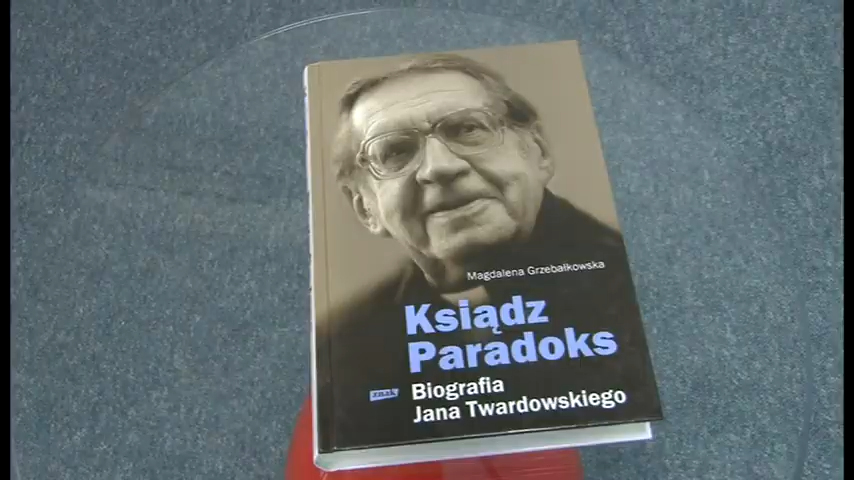 Magdalena Grzebałkowska
Ksiądz
Paradoks
znak
Biografia
Jana Twardowskiego